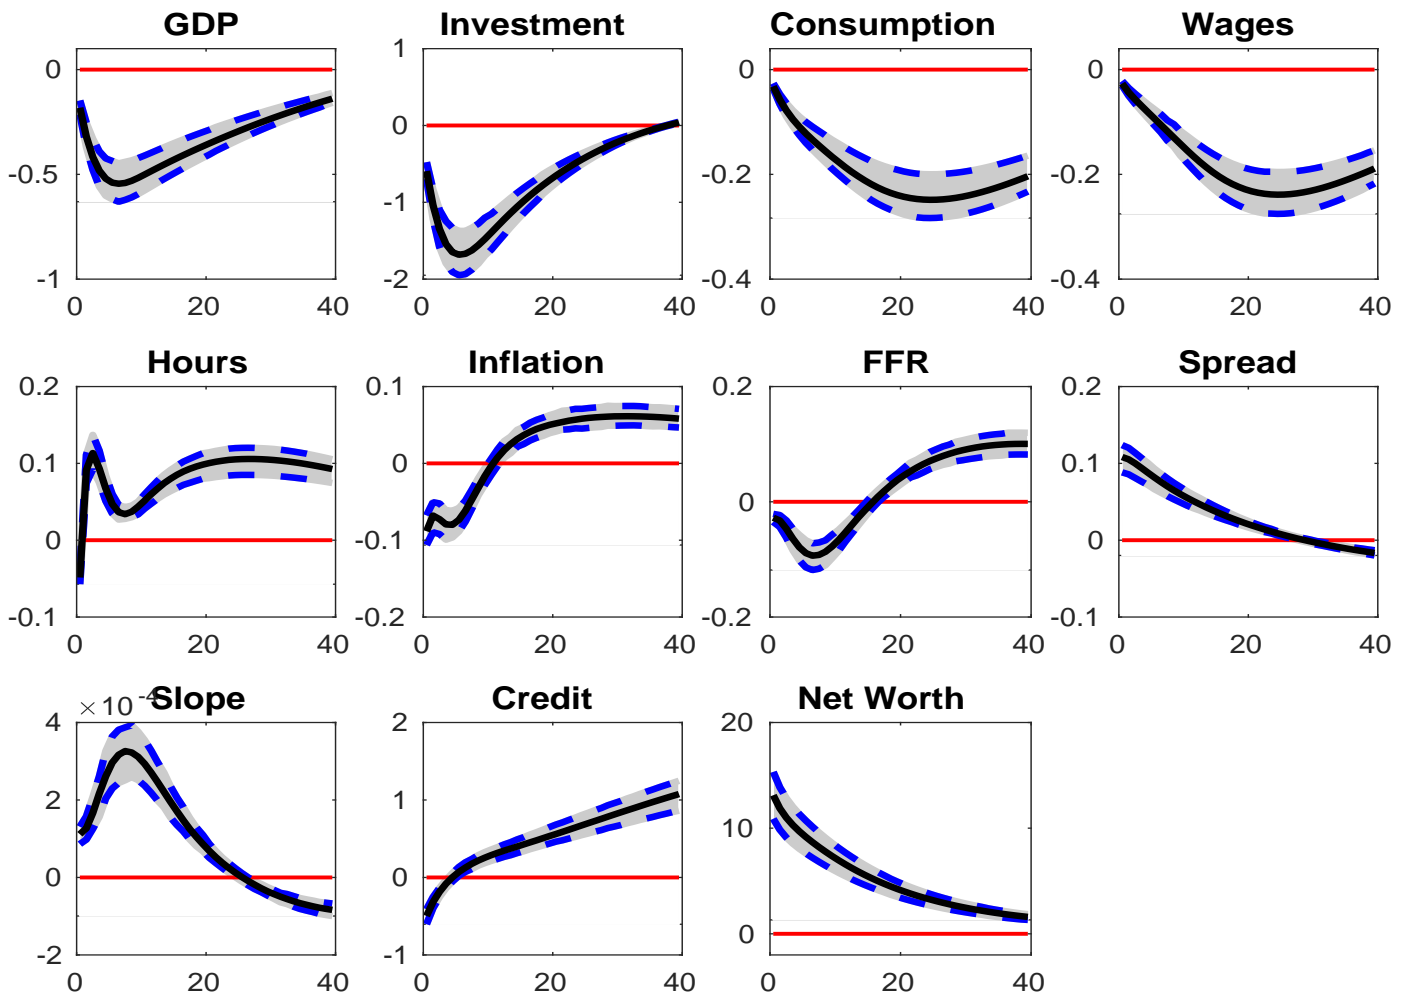 GDP Investment Consumption Wages
0 1 0 0
0
-0.5 -0.2 -0.2
-1
-1 -2 -0.4 -0.4
0 20 40 0 20 40 0 20 40 0 20 40
Hours Inflation FFR Spread
0.2 0.1 0.2 0.2
0.1 0 0.1
0
0 -0.1 0
-0.1 -0.2 -0.2 -0.1
0 20 40 0 20 40 0 20 40 0 20 40
×10⁻⁴ Slope Credit Net Worth
4 2 20
2 1
10
0 0
0
-2 -1
0 20 40 0 20 40 0 20 40